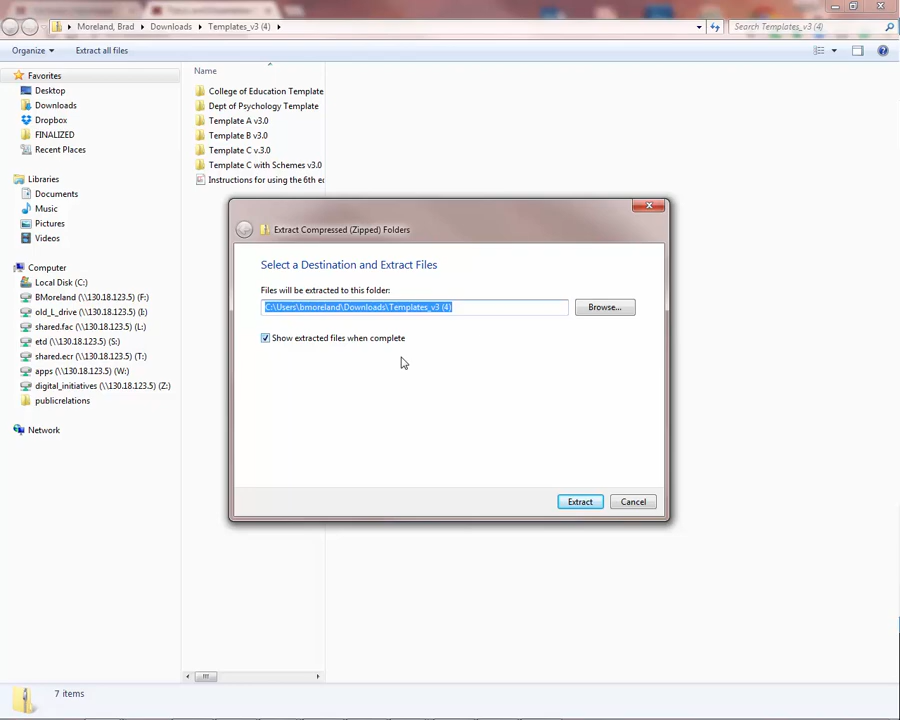 Moreland, Brad ▸ Downloads ▸ Templates_v3 (4) ▸
Search Templates_v3 (4)
Organize ▾ Extract all files
Favorites
Desktop
Downloads
Dropbox
FINALIZED
Recent Places
Libraries
Documents
Music
Pictures
Videos
Computer
Local Disk (C:)
BMoreland (\\130.18.123.5) (F:)
old_L_drive (\\130.18.123.5) (I:)
shared.fac (\\130.18.123.5) (L:)
etd (\\130.18.123.5) (S:)
shared.ecr (\\130.18.123.5) (T:)
apps (\\130.18.123.5) (W:)
digital_initiatives (\\130.18.123.5) (Z:)
publicrelations
Network
Name
College of Education Template
Dept of Psychology Template
Template A v3.0
Template B v3.0
Template C v.3.0
Template C with Schemes v3.0
Instructions for using the 6th ed
Extract Compressed (Zipped) Folders
Select a Destination and Extract Files
Files will be extracted to this folder:
C:\Users\bmoreland\Downloads\Templates_v3 (4)
Browse...
Show extracted files when complete
Extract Cancel
7 items